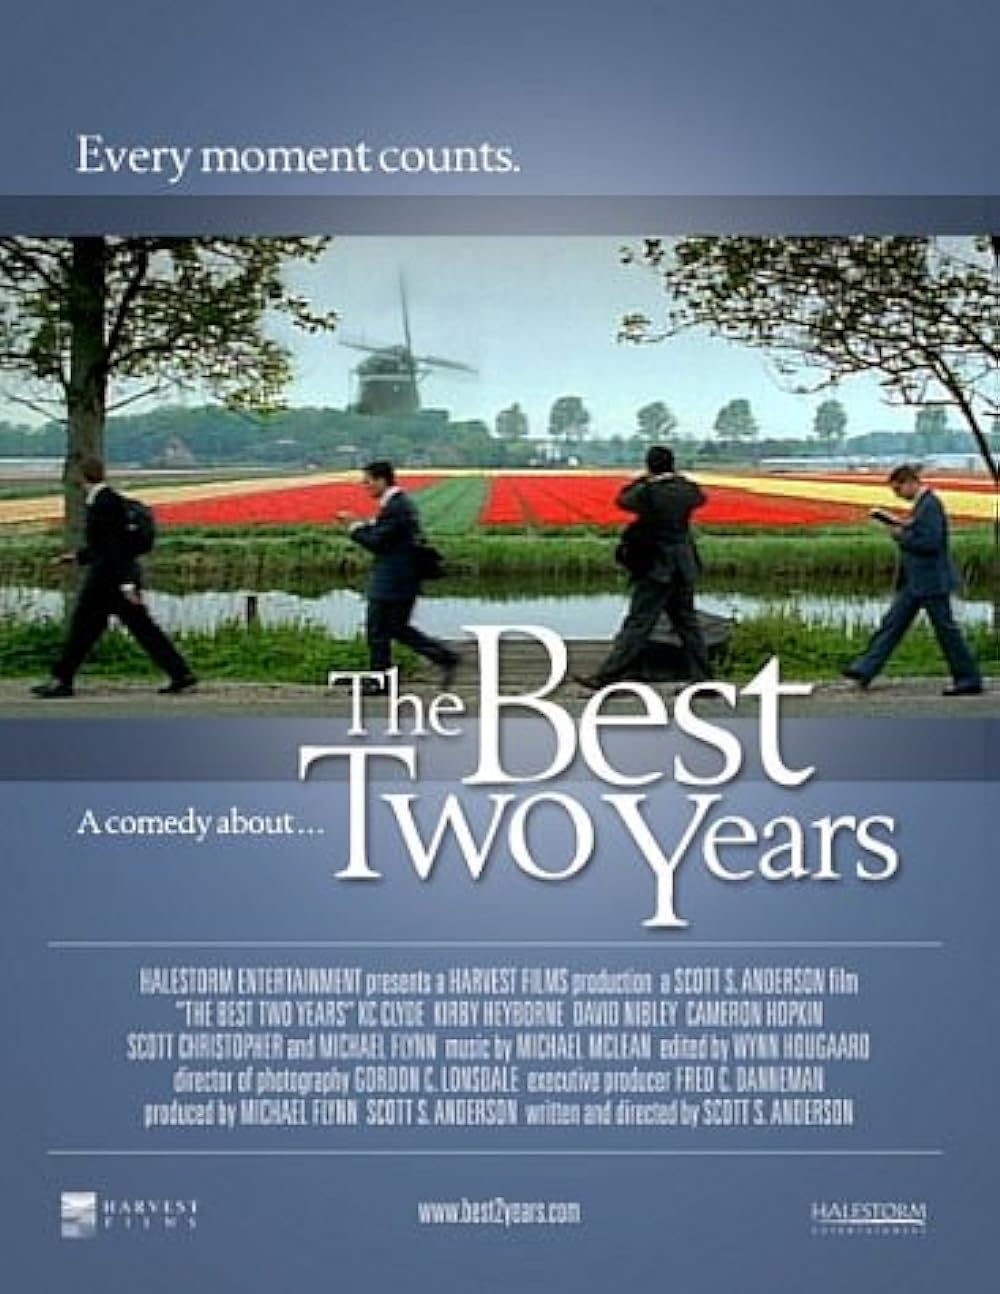 Every moment counts.
The Best
A comedy about... Two Years
HALESTORM ENTERTAINMENT presents a HARVEST FILMS production a SCOTT S. ANDERSON film
"THE BEST TWO YEARS" KC CLYDE KIRBY HEYBORNE DAVID NIBLEY CAMERON HOPKIN
SCOTT CHRISTOPHER and MICHAEL FLYNN music by MICHAEL MCLEAN edited by WYNN HOUGAARD
director of photography GORDON C. LONSDALE executive producer FRED C. DANNEMAN
produced by MICHAEL FLYNN SCOTT S. ANDERSON written and directed by SCOTT S. ANDERSON
HARVEST
FILMS
www.best2years.com
HALESTORM
ENTERTAINMENT